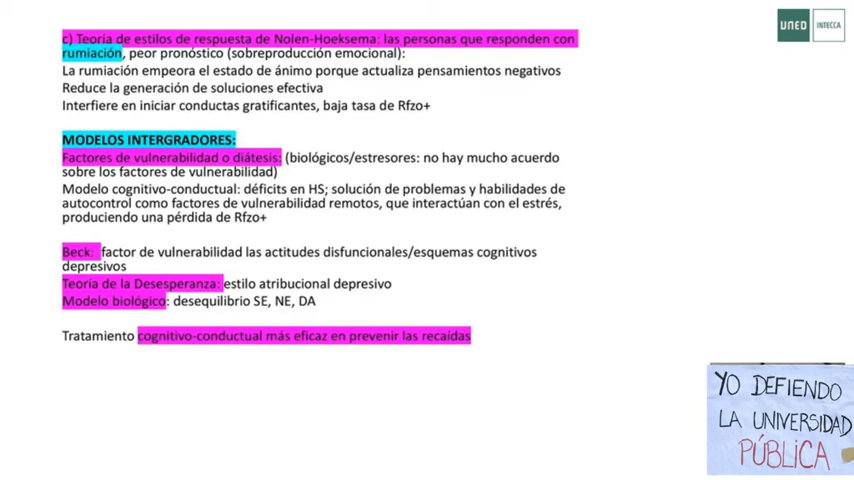 c) Teoría de estilos de respuesta de Nolen-Hoeksema: las personas que responden con
rumiación, peor pronóstico (sobreproducción emocional):
La rumiación empeora el estado de ánimo porque actualiza pensamientos negativos
Reduce la generación de soluciones efectiva
Interfiere en iniciar conductas gratificantes, baja tasa de Rfzo+
MODELOS INTERGRADORES:
Factores de vulnerabilidad o diátesis: (biológicos/estresores: no hay mucho acuerdo
sobre los factores de vulnerabilidad)
Modelo cognitivo-conductual: déficits en HS; solución de problemas y habilidades de
autocontrol como factores de vulnerabilidad remotos, que interactúan con el estrés,
produciendo una pérdida de Rfzo+
Beck: factor de vulnerabilidad las actitudes disfuncionales/esquemas cognitivos
depresivos
Teoría de la Desesperanza: estilo atribucional depresivo
Modelo biológico: desequilibrio SE, NE, DA
Tratamiento cognitivo-conductual más eficaz en prevenir las recaídas
UNED INTECCA
YO DEFIENDO
LA UNIVERSIDAD
PÚBLICA